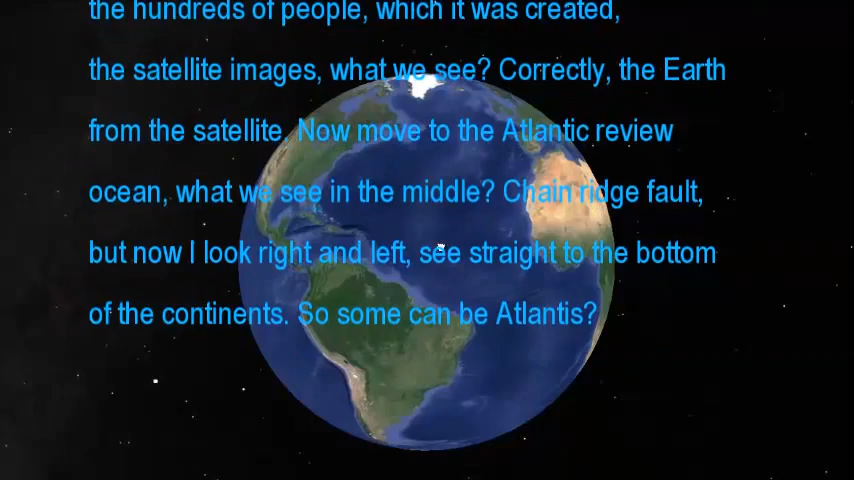 the hundreds of people, which it was created,
the satellite images, what we see? Correctly, the Earth
from the satellite. Now move to the Atlantic review
ocean, what we see in the middle? Chain ridge fault,
but now I look right and left, see straight to the bottom
of the continents. So some can be Atlantis?